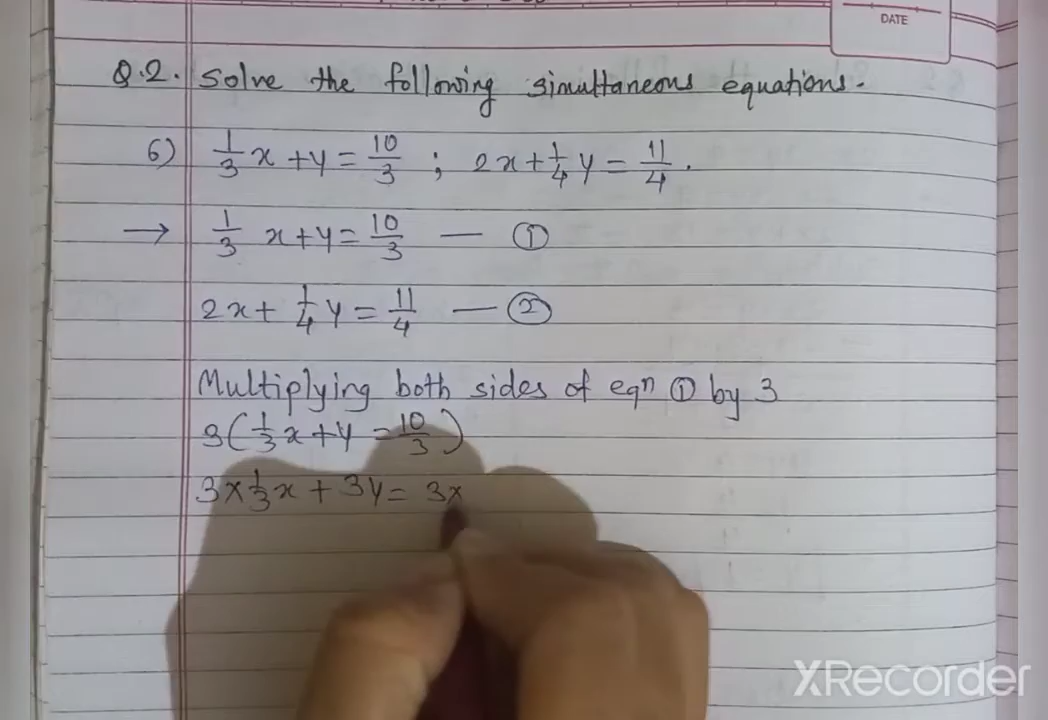 DATE
Q.2. Solve the following simultaneous equations.
6) 1/3 x + y = 10/3 ; 2x + 1/4 y = 11/4 .
→ 1/3 x + y = 10/3 — ①
2x + 1/4 y = 11/4 — ②
Multiplying both sides of eqn ① by 3
3(1/3 x + y = 10/3)
3 × 1/3 x + 3y = 3×
XRecorder